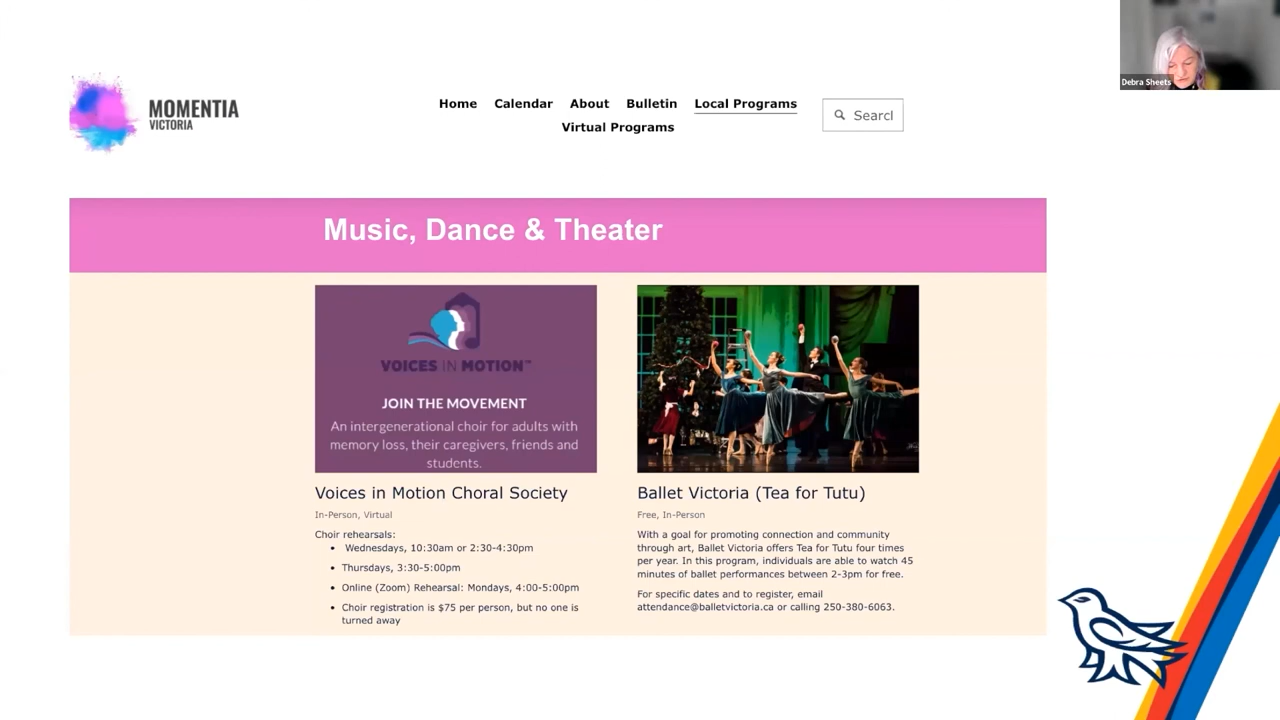 Debra Sheets
MOMENTIA
VICTORIA
Home Calendar About Bulletin Local Programs
Virtual Programs
Searcl
Music, Dance & Theater
VOICES IN MOTION™
JOIN THE MOVEMENT
An intergenerational choir for adults with
memory loss, their caregivers, friends and
students.
Voices in Motion Choral Society
In-Person, Virtual
Choir rehearsals:
• Wednesdays, 10:30am or 2:30-4:30pm
• Thursdays, 3:30-5:00pm
• Online (Zoom) Rehearsal: Mondays, 4:00-5:00pm
• Choir registration is $75 per person, but no one is
turned away
Ballet Victoria (Tea for Tutu)
Free, In-Person
With a goal for promoting connection and community
through art, Ballet Victoria offers Tea for Tutu four times
per year. In this program, individuals are able to watch 45
minutes of ballet performances between 2-3pm for free.
For specific dates and to register, email
attendance@balletvictoria.ca or calling 250-380-6063.